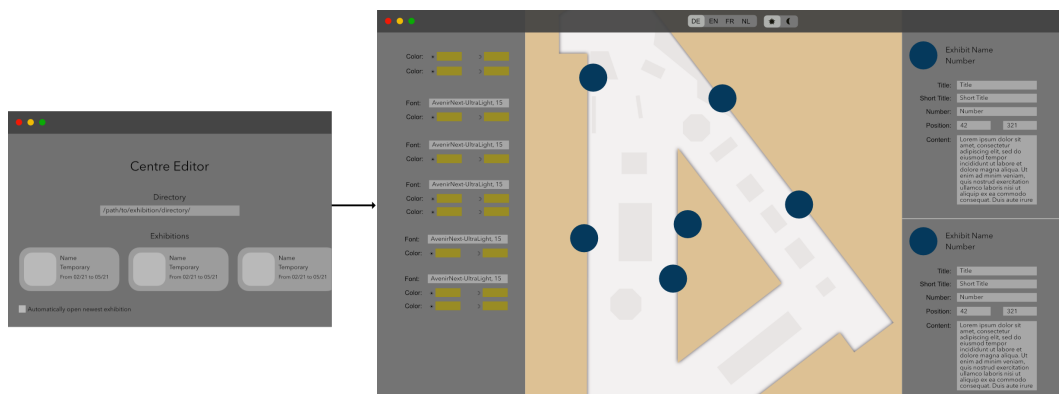 Centre Editor
Directory
/path/to/exhibition/directory/
Exhibitions
Name
Temporary
From 02/21 to 05/21
Name
Temporary
From 02/21 to 05/21
Name
Temporary
From 02/21 to 05/21
Automatically open newest exhibition
DE EN FR NL
Color:
Color:
Font: AvenirNext-UltraLight, 15
Color:
Font: AvenirNext-UltraLight, 15
Color:
Font: AvenirNext-UltraLight, 15
Color:
Color:
Font: AvenirNext-UltraLight, 15
Color:
Font: AvenirNext-UltraLight, 15
Color:
Color:
Exhibit Name
Number
Title: Title
Short Title: Short Title
Number: Number
Position: 42 321
Content: Lorem ipsum dolor sit
amet, consectetur
adipiscing elit, sed do
eiusmod tempor
incididunt ut labore et
dolore magna aliqua. Ut
enim ad minim veniam,
quis nostrud exercitation
ullamco laboris nisi ut
aliquip ex ea commodo
consequat. Duis aute irure
Exhibit Name
Number
Title: Title
Short Title: Short Title
Number: Number
Position: 42 321
Content: Lorem ipsum dolor sit
amet, consectetur
adipiscing elit, sed do
eiusmod tempor
incididunt ut labore et
dolore magna aliqua. Ut
enim ad minim veniam,
quis nostrud exercitation
ullamco laboris nisi ut
aliquip ex ea commodo
consequat. Duis aute irure